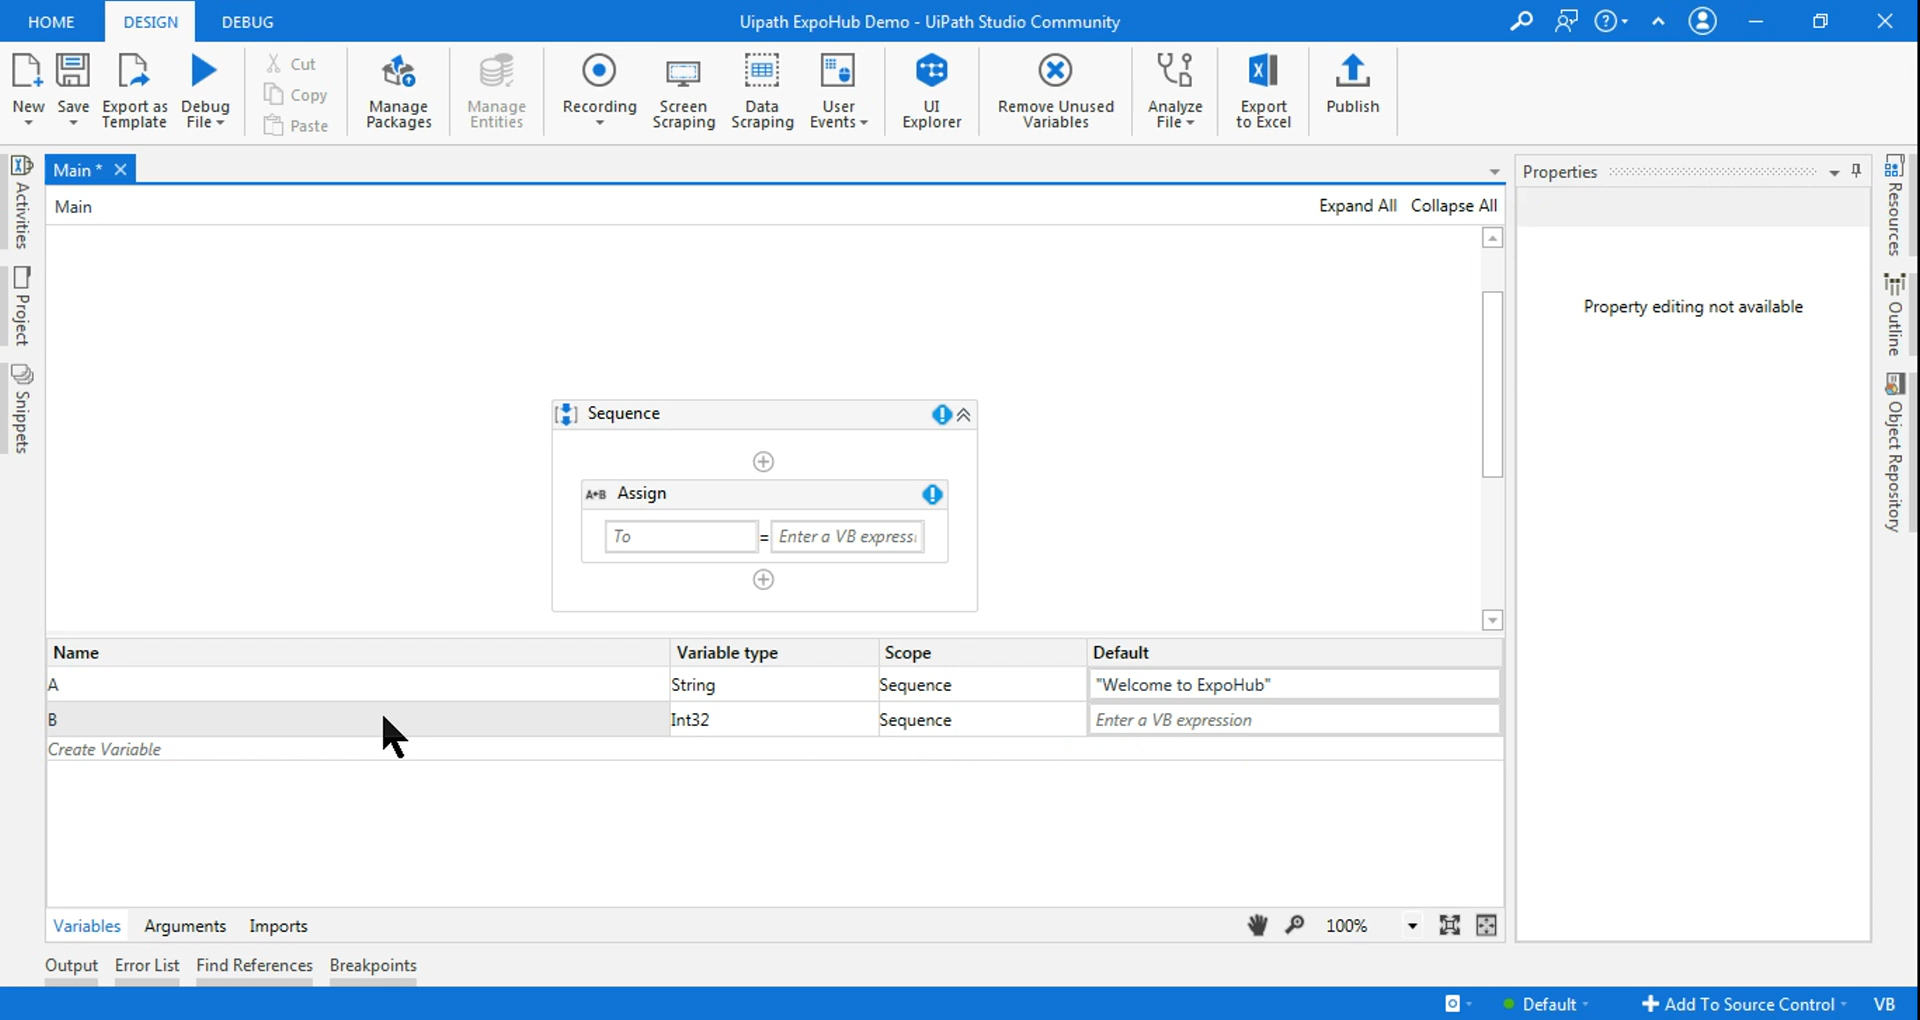 HOME DESIGN DEBUG Uipath ExpoHub Demo - UiPath Studio Community
New
Save
Export as
Template
Debug
File
Cut
Copy
Paste
Manage
Packages
Manage
Entities
Recording
Screen
Scraping
Data
Scraping
User
Events
UI
Explorer
Remove Unused
Variables
Analyze
File
Export
to Excel
Publish
Activities
Project
Snippets
Main *
Main Expand All Collapse All
Sequence
A+B Assign
To = Enter a VB expressi
Name Variable type Scope Default
A String Sequence "Welcome to ExpoHub"
B Int32 Sequence Enter a VB expression
Create Variable
Variables Arguments Imports 100%
Properties
Property editing not available
Resources
Outline
Object Repository
Output Error List Find References Breakpoints
Default Add To Source Control VB